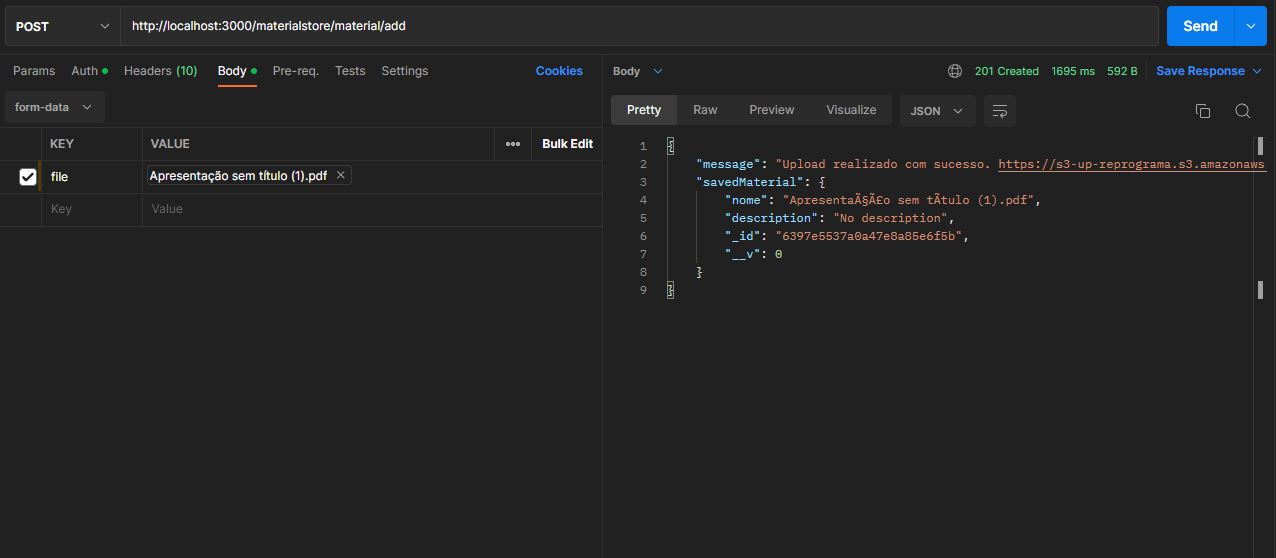 POST http://localhost:3000/materialstore/material/add Send
Params Auth Headers (10) Body Pre-req. Tests Settings Cookies
form-data
KEY VALUE ••• Bulk Edit
file Apresentação sem título (1).pdf ×
Key Value
Body 201 Created 1695 ms 592 B Save Response
Pretty Raw Preview Visualize JSON
1 {
2 "message": "Upload realizado com sucesso. https://s3-up-reprograma.s3.amazonaws
3 "savedMaterial": {
4 "nome": "ApresentaÃ§Ã£o sem tÃ­tulo (1).pdf",
5 "description": "No description",
6 "_id": "6397e5537a0a47e8a85e6f5b",
7 "__v": 0
8 }
9 }